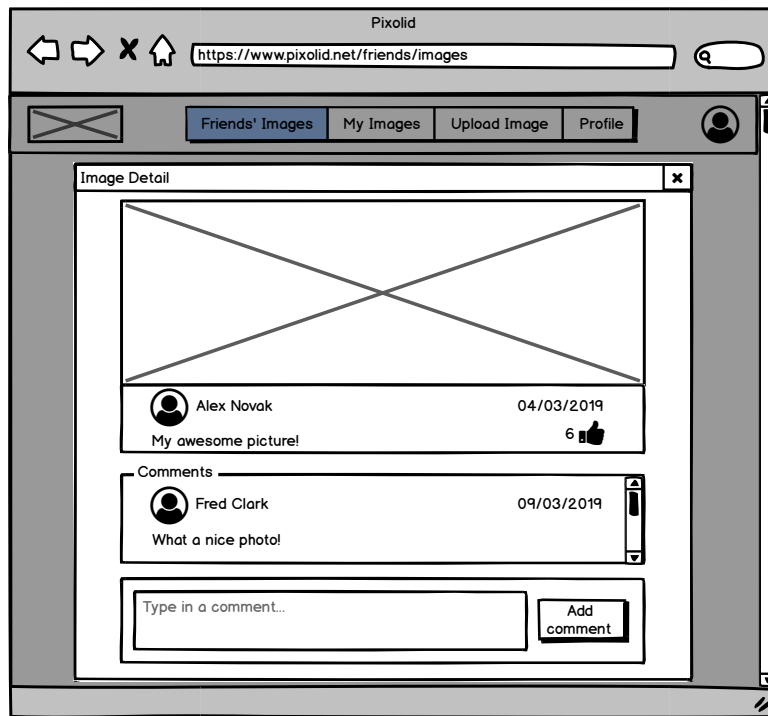 Pixolid
https://www.pixolid.net/friends/images
Friends' Images My Images Upload Image Profile
Image Detail
Alex Novak 04/03/2019
6
My awesome picture!
Comments
Fred Clark 09/03/2019
What a nice photo!
Type in a comment...
Add
comment